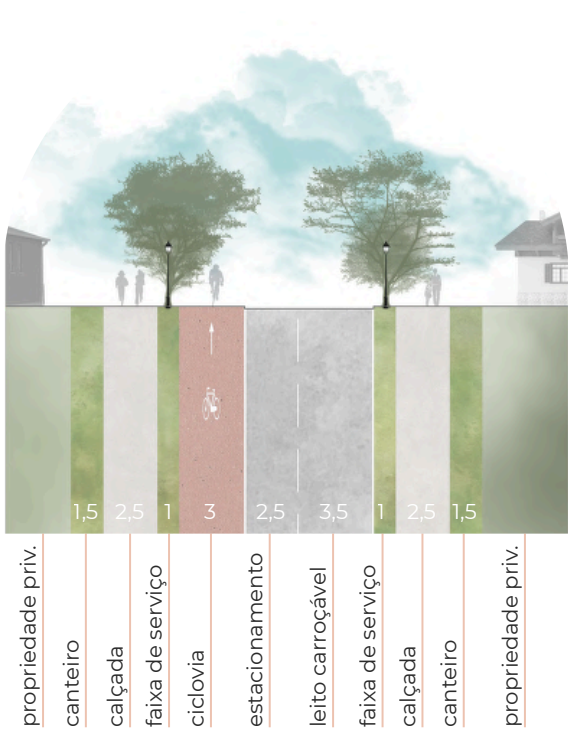 1,5
2,5
1
3
2,5
3,5
1
2,5
1,5
propriedade priv.
canteiro
calçada
faixa de serviço
ciclovia
estacionamento
leito carroçável
faixa de serviço
calçada
canteiro
propriedade priv.